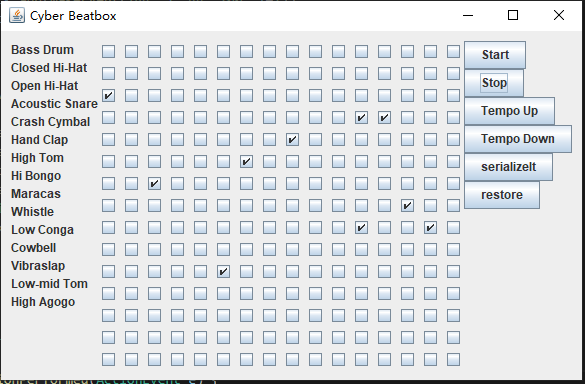 Cyber Beatbox
Bass Drum
Closed Hi-Hat
Open Hi-Hat
Acoustic Snare
Crash Cymbal
Hand Clap
High Tom
Hi Bongo
Maracas
Whistle
Low Conga
Cowbell
Vibraslap
Low-mid Tom
High Agogo
Start
Stop
Tempo Up
Tempo Down
serializeIt
restore